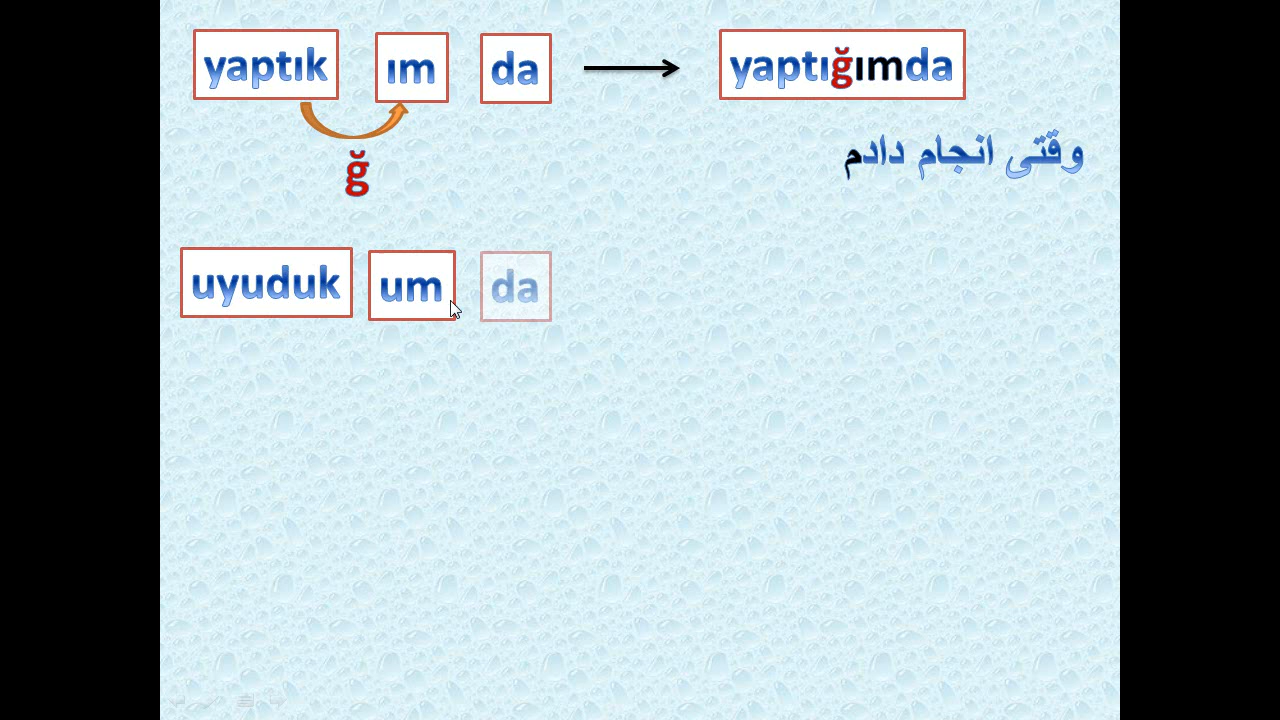 yaptık ım da yaptığımda
ğ
وقتی انجام دادم
uyuduk um da